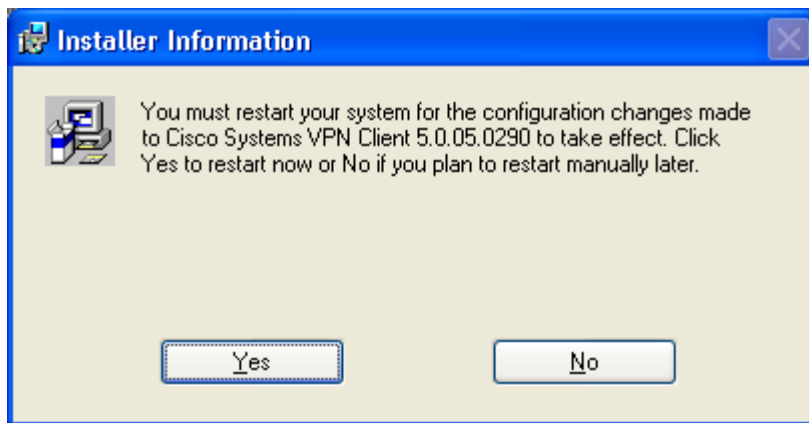 Installer Information
You must restart your system for the configuration changes made
to Cisco Systems VPN Client 5.0.05.0290 to take effect. Click
Yes to restart now or No if you plan to restart manually later.
Yes No